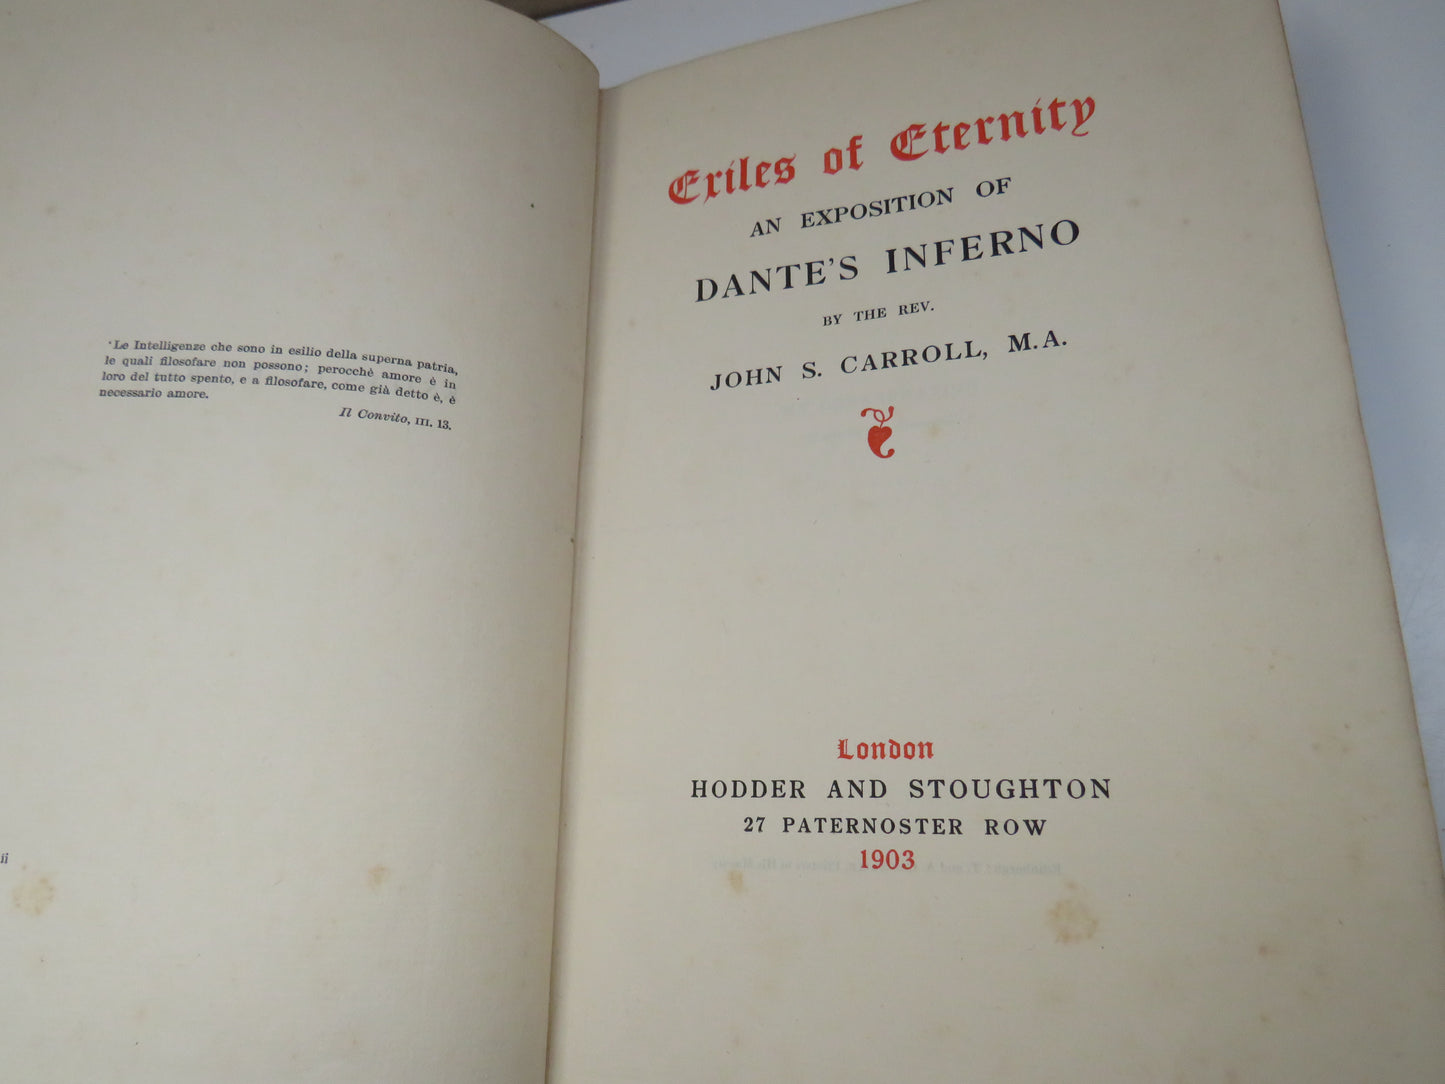 'Le Intelligenze che sono in esilio della superna patria,
le quali filosofare non possono; perocchè amore è in
loro del tutto spento, e a filosofare, come già detto è, è
necessario amore.
Il Convito, III. 13.
ii
Exiles of Eternity
AN EXPOSITION OF
DANTE'S INFERNO
BY THE REV.
JOHN S. CARROLL, M.A.
London
HODDER AND STOUGHTON
27 PATERNOSTER ROW
1903